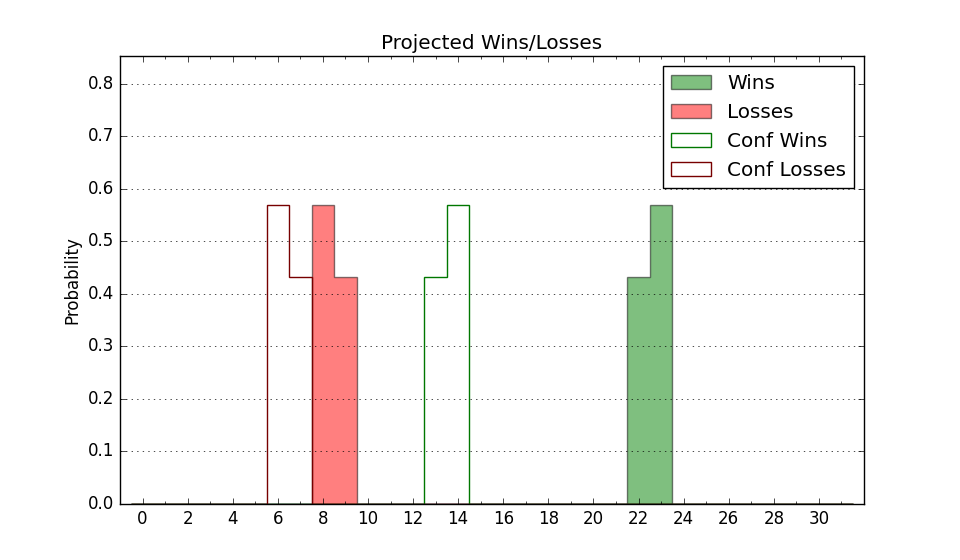 Projected Wins/Losses
Wins
Losses
Conf Wins
Conf Losses
Probability
0.8
0.7
0.6
0.5
0.4
0.3
0.2
0.1
0.0
0 2 4 6 8 10 12 14 16 18 20 22 24 26 28 30